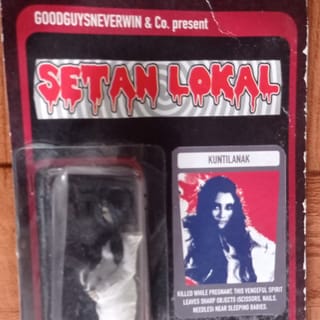 GOODGUYSNEVERWIN & Co. present
SETAN LOKAL
KUNTILANAK
KILLED WHILE PREGNANT, THIS VENGEFUL SPIRIT
LEAVES SHARP OBJECTS (SCISSORS, NAILS,
NEEDLES) NEAR SLEEPING BABIES.